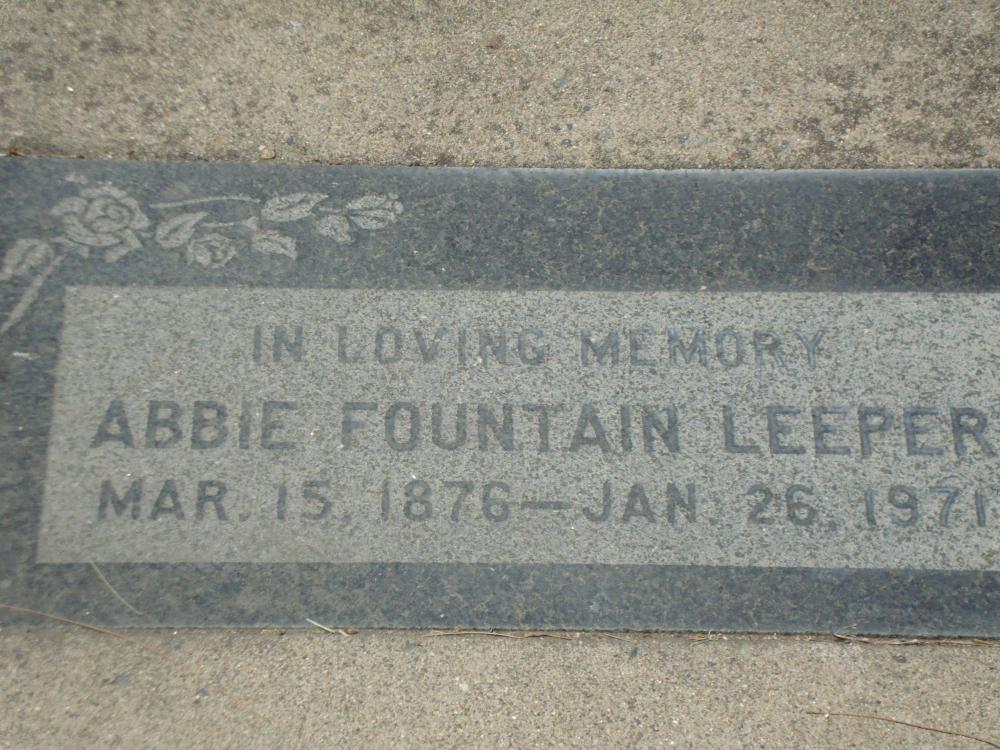 IN LOVING MEMORY
ABBIE FOUNTAIN LEEPER
MAR. 15, 1876—JAN. 26, 1971